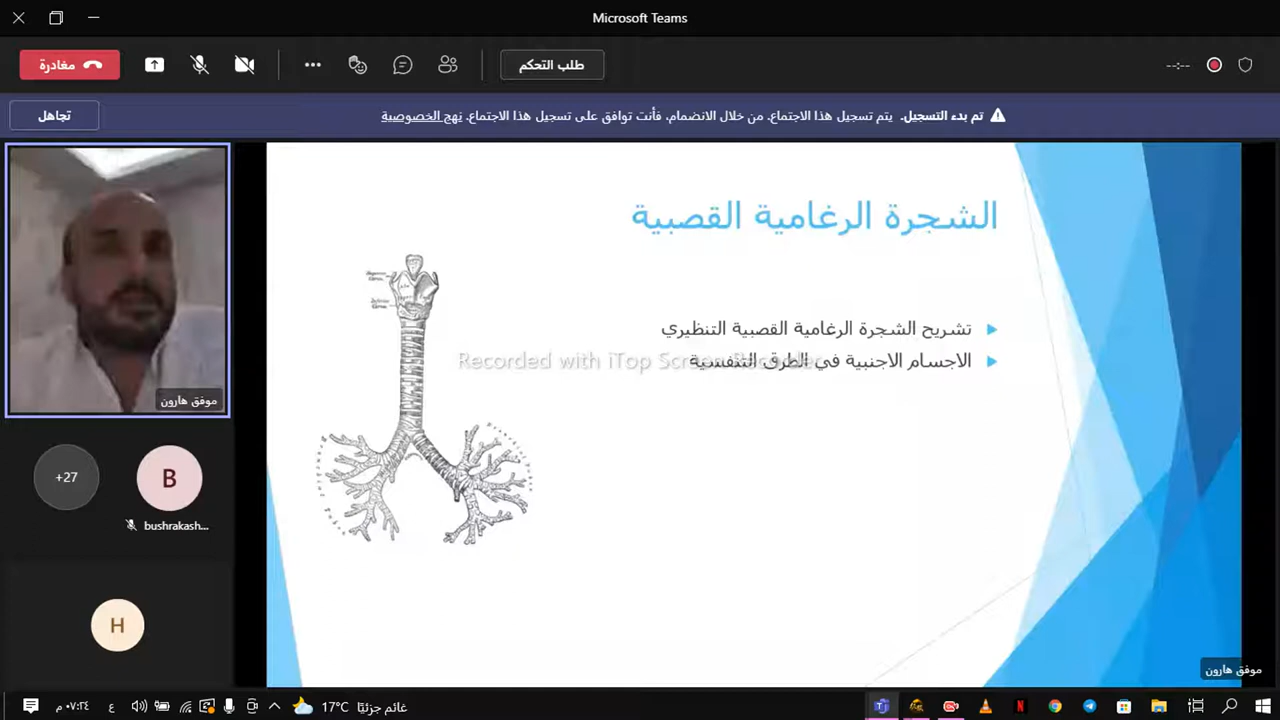 Microsoft Teams
مغادرة
طلب التحكم
--:--
تم بدء التسجيل. يتم تسجيل هذا الاجتماع. من خلال الانضمام، فأنت توافق على تسجيل هذا الاجتماع. نهج الخصوصية
تجاهل
الشجرة الرغامية القصبية
تشريح الشجرة الرغامية القصبية التنظيري
الاجسام الاجنبية في الطرق التنفسية
Recorded with iTop Screen Recorder
موفق هارون
+27
B
bushrakash...
H
موفق هارون
٠٧:٢٤ م
ع
17°C
غائم جزئيًا